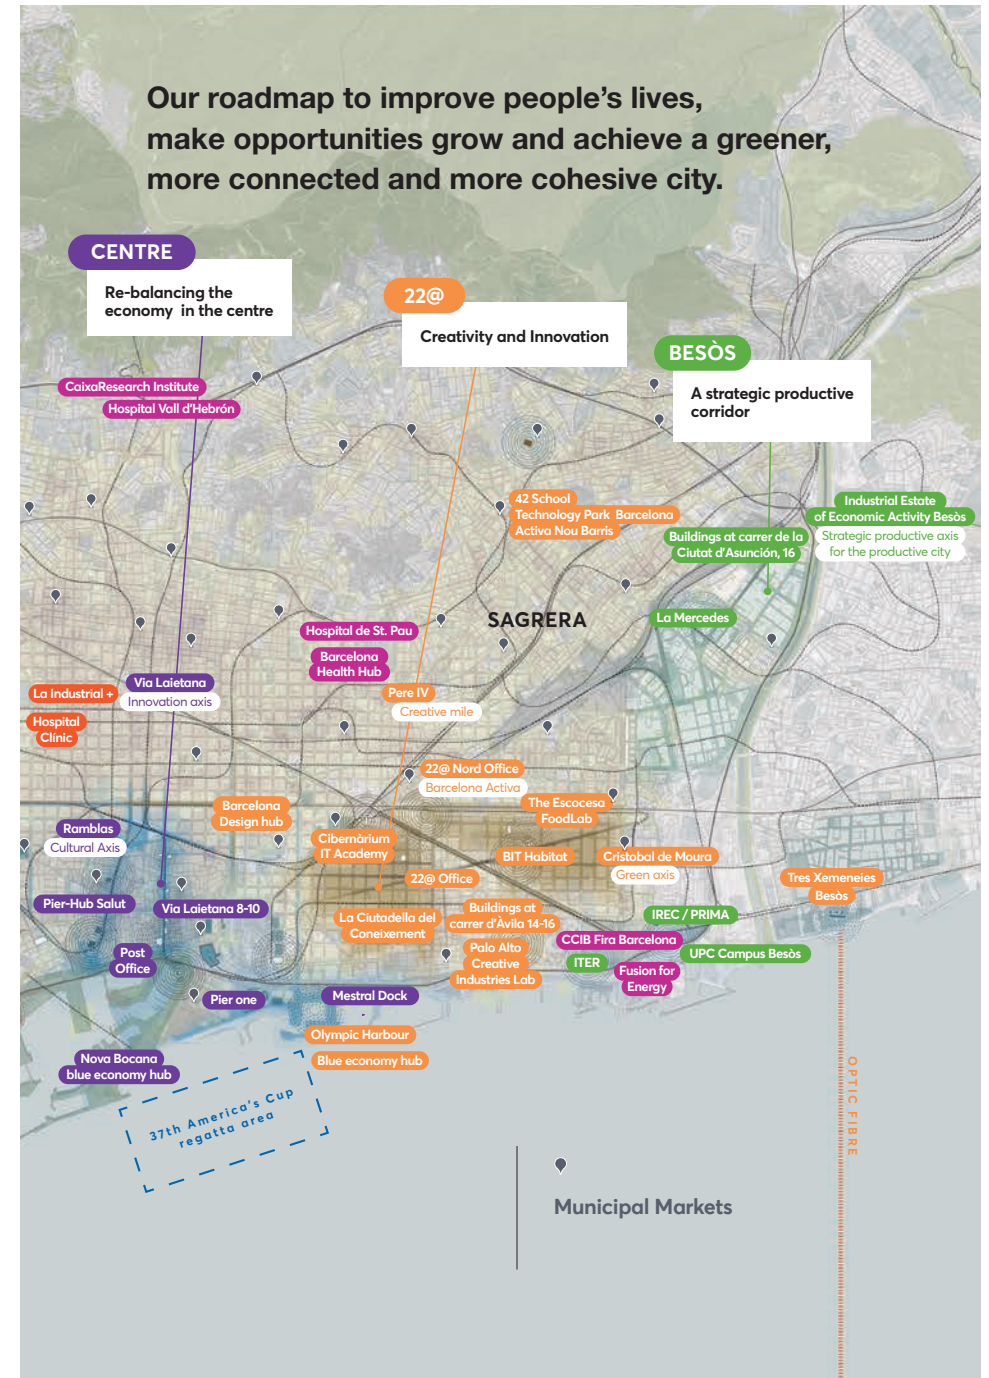 Our roadmap to improve people's lives,
make opportunities grow and achieve a greener,
more connected and more cohesive city.
CENTRE
Re-balancing the
economy in the centre
22@
Creativity and Innovation
BESÒS
A strategic productive
corridor
CaixaResearch Institute
Hospital Vall d'Hebrón
42 School
Technology Park Barcelona
Activa Nou Barris
Industrial Estate
of Economic Activity Besòs
Strategic productive axis
for the productive city
Buildings at carrer de la
Ciutat d'Asunción, 16
La Mercedes
SAGRERA
Hospital de St. Pau
Barcelona
Health Hub
La Industrial +
Hospital
Clínic
Via Laietana
Innovation axis
Pere IV
Creative mile
22@ Nord Office
Barcelona Activa
The Escocesa
FoodLab
Barcelona
Design hub
Ramblas
Cultural Axis
Cibernàrium
IT Academy
BIT Habitat
Cristobal de Moura
Green axis
22@ Office
Tres Xemeneies
Besòs
Pier-Hub Salut
Via Laietana 8-10
La Ciutadella del
Coneixement
Buildings at
carrer d'Àvila 14-16
IREC / PRIMA
CCIB Fira Barcelona
UPC Campus Besòs
Palo Alto
Creative
Industries Lab
ITER
Fusion for
Energy
Post
Office
Pier one
Mestral Dock
Olympic Harbour
Blue economy hub
Nova Bocana
blue economy hub
37th America's Cup
regatta area
OPTIC FIBRE
Municipal Markets